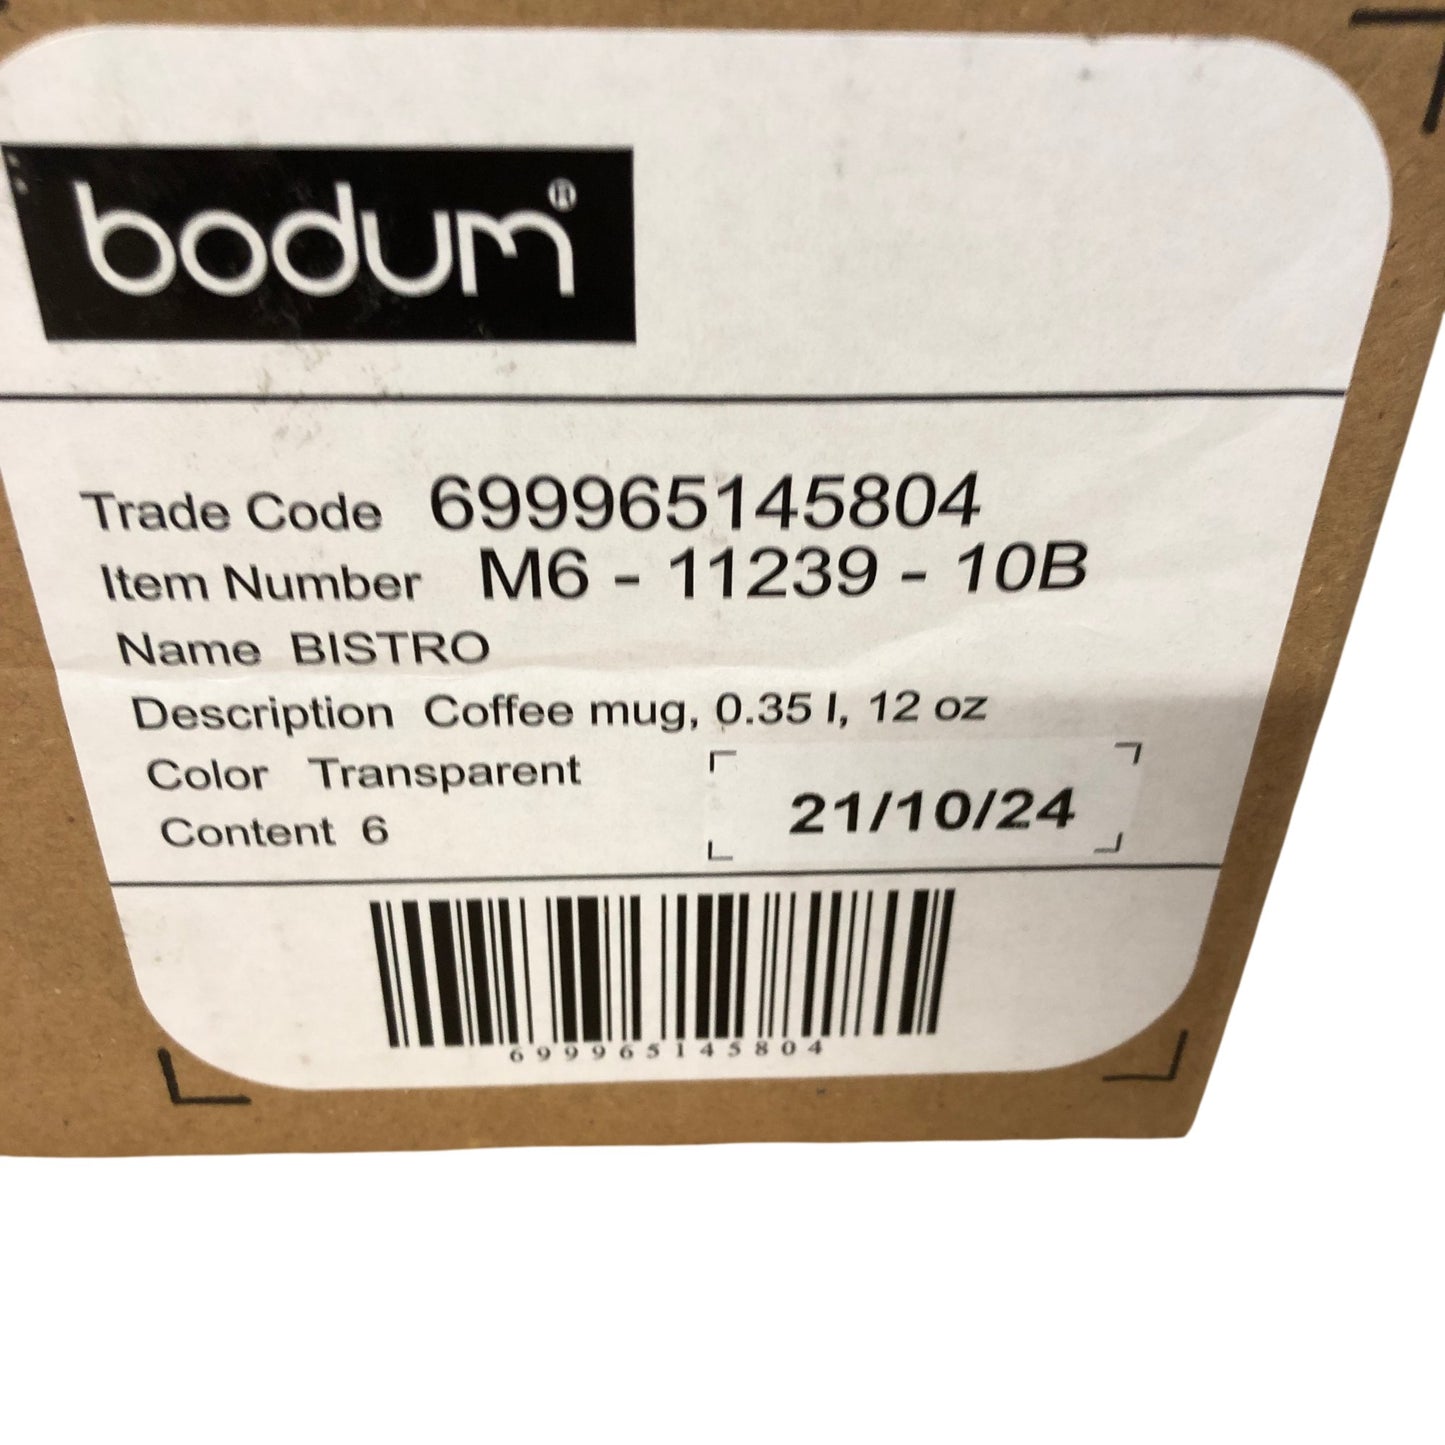 bodum®
Trade Code 699965145804
Item Number M6 - 11239 - 10B
Name BISTRO
Description Coffee mug, 0.35 l, 12 oz
Color Transparent
Content 6
21/10/24
699965145804